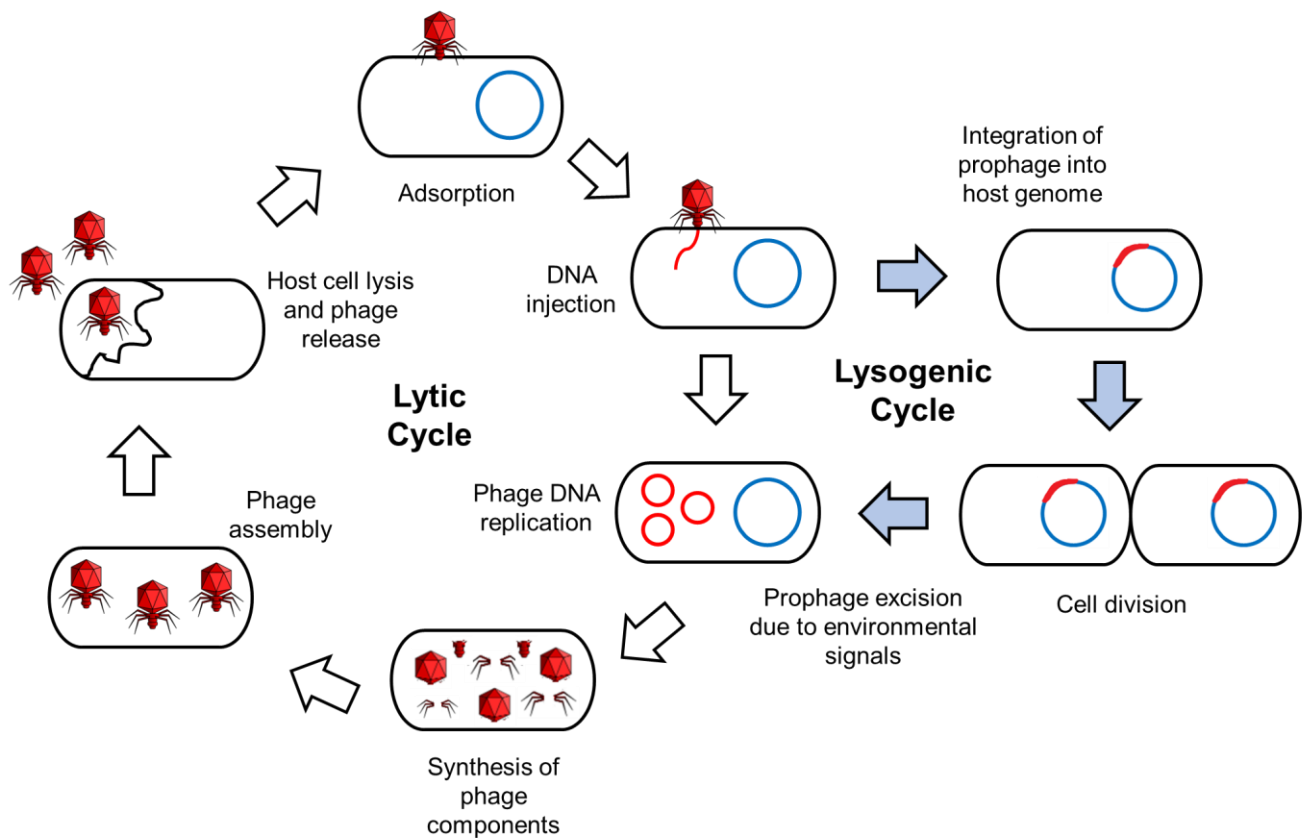 Adsorption
Integration of
prophage into
host genome
DNA
injection
Host cell lysis
and phage
release
Lytic
Cycle
Lysogenic
Cycle
Phage DNA
replication
Phage
assembly
Prophage excision
due to environmental
signals
Cell division
Synthesis of
phage
components